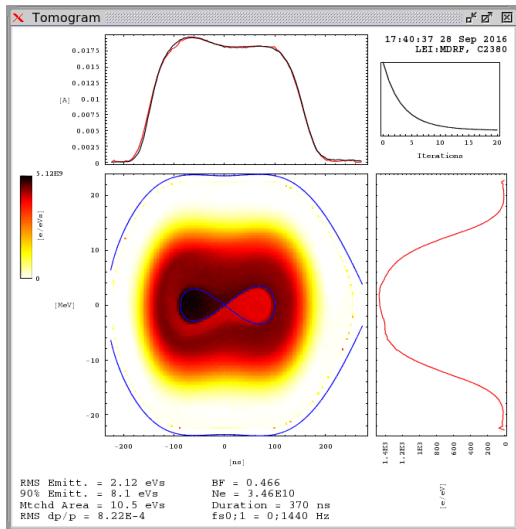 Tomogram
17:40:37 28 Sep 2016
LEI:MDRF, C2380
0.0175
0.015
0.0125
0.01
0.0075
0.005
0.0025
0
[A]
0 5 10 15 20
Iterations
5.12E9
[e/eVs]
0
20
10
0
-10
-20
[MeV]
-200 -100 0 100 200
[ns]
1.4E3
1.2E3
1E3
800
600
400
200
0
[e/eV]
RMS Emitt. = 2.12 eVs BF = 0.466
90% Emitt. = 8.1 eVs Ne = 3.46E10
Mtchd Area = 10.5 eVs Duration = 370 ns
RMS dp/p = 8.22E-4 fs0;1 = 0;1440 Hz